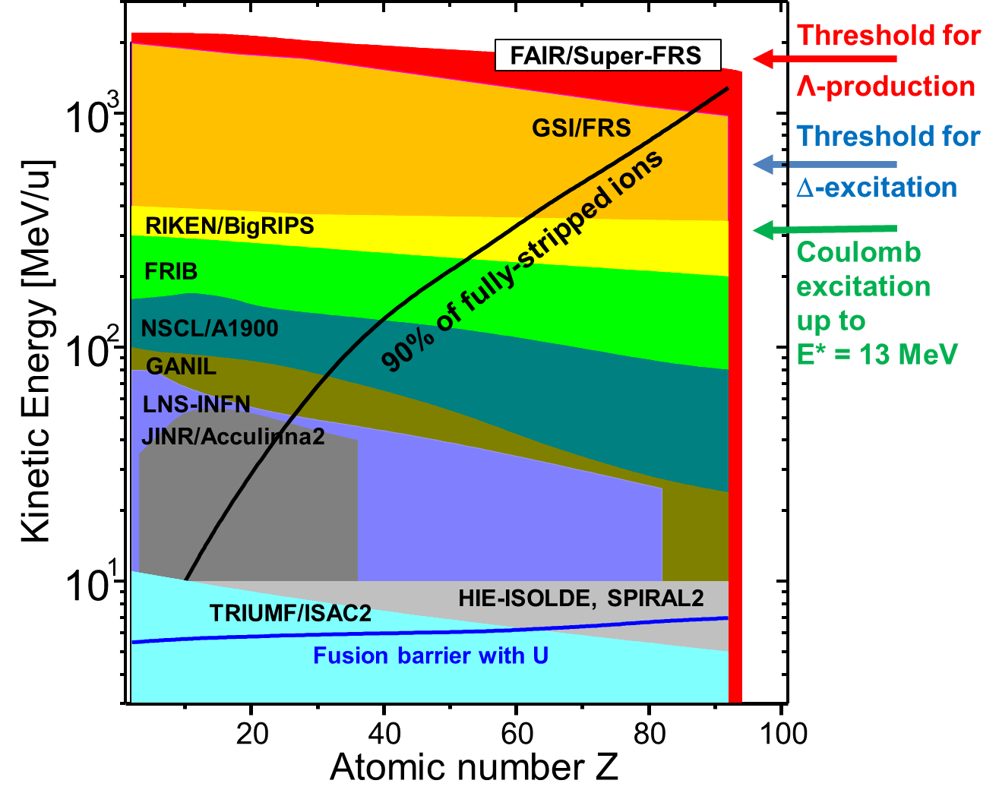 Kinetic Energy [MeV/u]
10³
10²
10¹
FAIR/Super-FRS
GSI/FRS
RIKEN/BigRIPS
FRIB
NSCL/A1900
GANIL
LNS-INFN
JINR/Acculinna2
90% of fully-stripped ions
HIE-ISOLDE, SPIRAL2
TRIUMF/ISAC2
Fusion barrier with U
20 40 60 80 100
Atomic number Z
Threshold for
Λ-production
Threshold for
Δ-excitation
Coulomb
excitation
up to
E* = 13 MeV